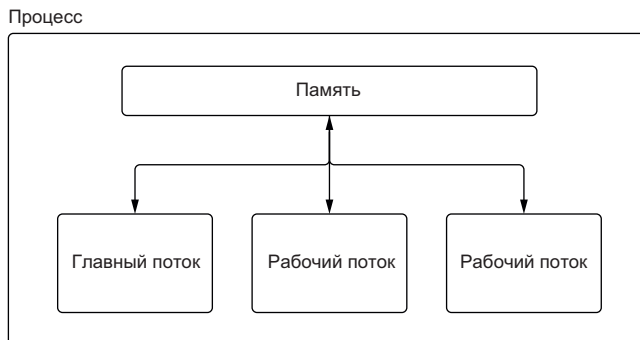 Процесс
Память
Главный поток
Рабочий поток
Рабочий поток